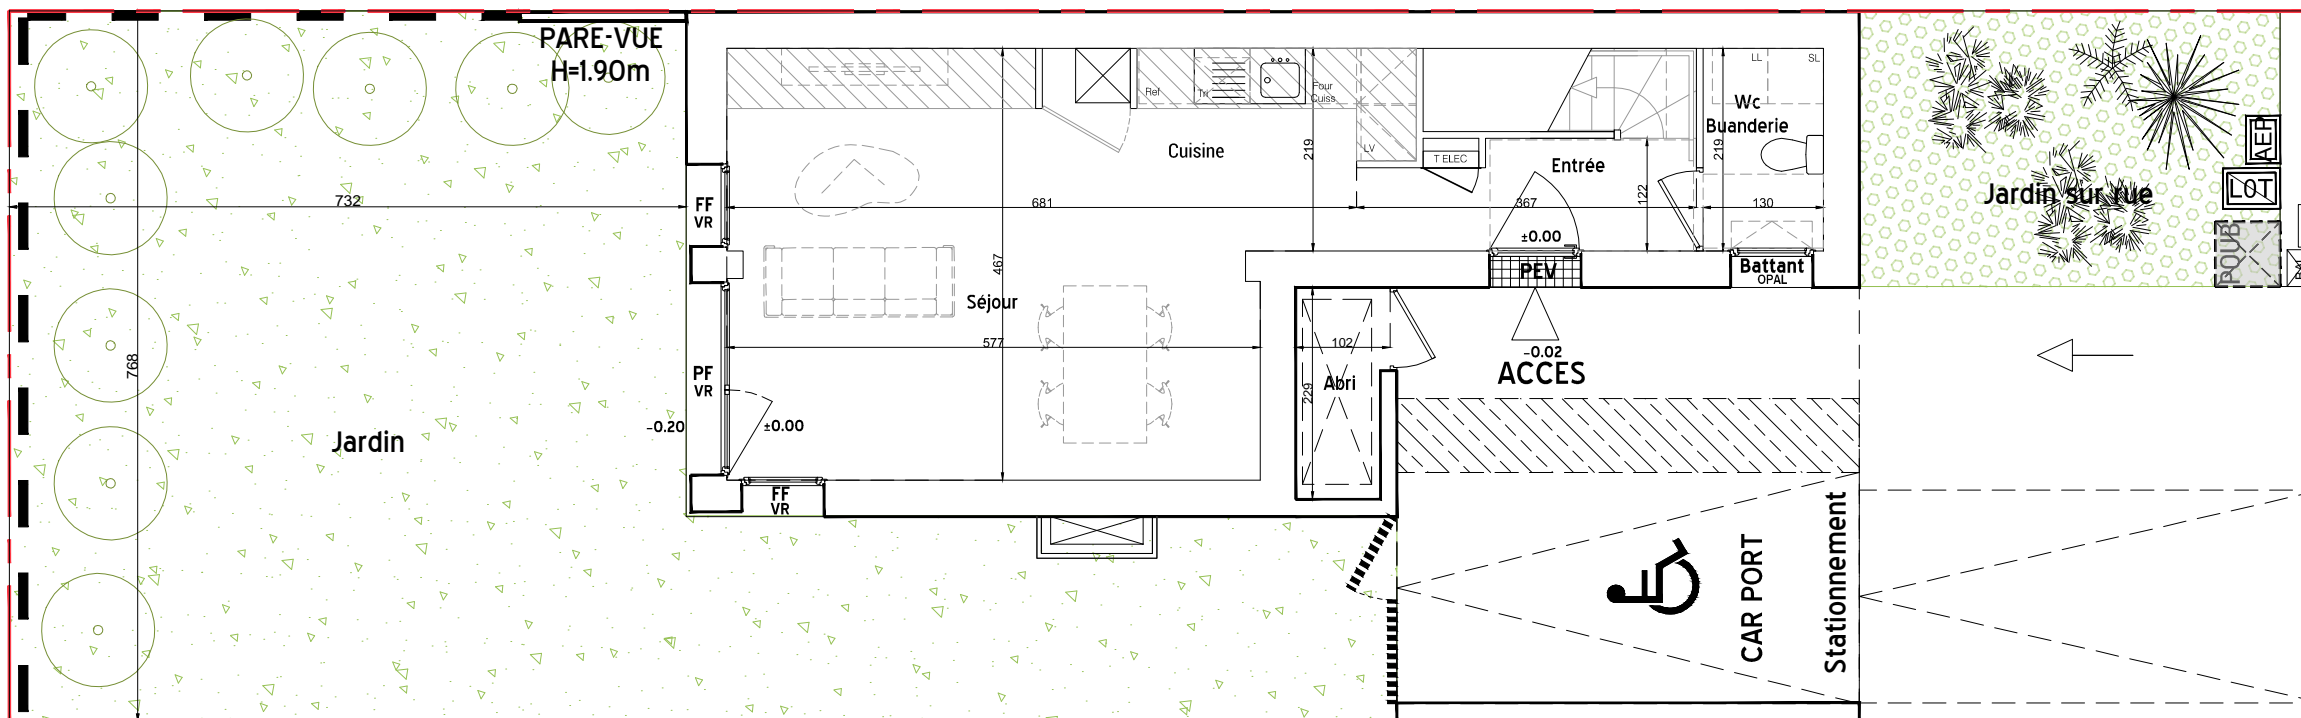 PARE-VUE
H=1.90m
732
768
Jardin
-0.20
FF
VR
PF
VR
FF
VR
±0.00
681
467
577
Séjour
Cuisine
Ref
Tri
Four
Cuiss
LV
219
T ELEC
Entrée
367
122
±0.00
PEV
Wc
Buanderie
LL
SL
219
130
Battant
OPAL
102
229
Abri
-0.02
ACCES
CAR PORT
Stationnement
Jardin sur rue
AEP
LOT
POUB